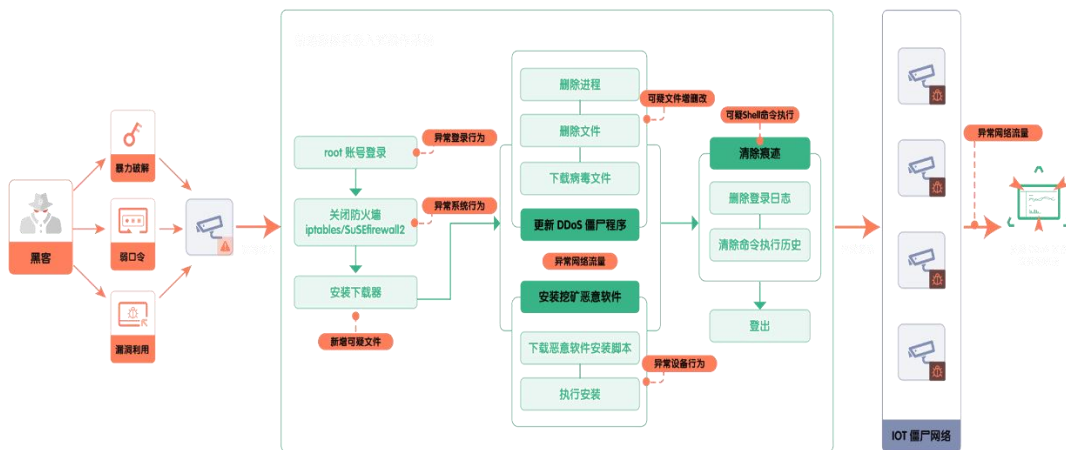 黑客
暴力破解
弱口令
漏洞利用
root 账号登录
异常登录行为
关闭防火墙
iptables/SuSEfirewall2
异常系统行为
安装下载器
新增可疑文件
删除进程
删除文件
可疑文件增删改
下载病毒文件
更新 DDoS 僵尸程序
异常网络流量
安装挖矿恶意软件
下载恶意软件安装脚本
执行安装
异常设备行为
可疑Shell命令执行
清除痕迹
删除登录日志
清除命令执行历史
登出
IOT 僵尸网络
异常网络流量